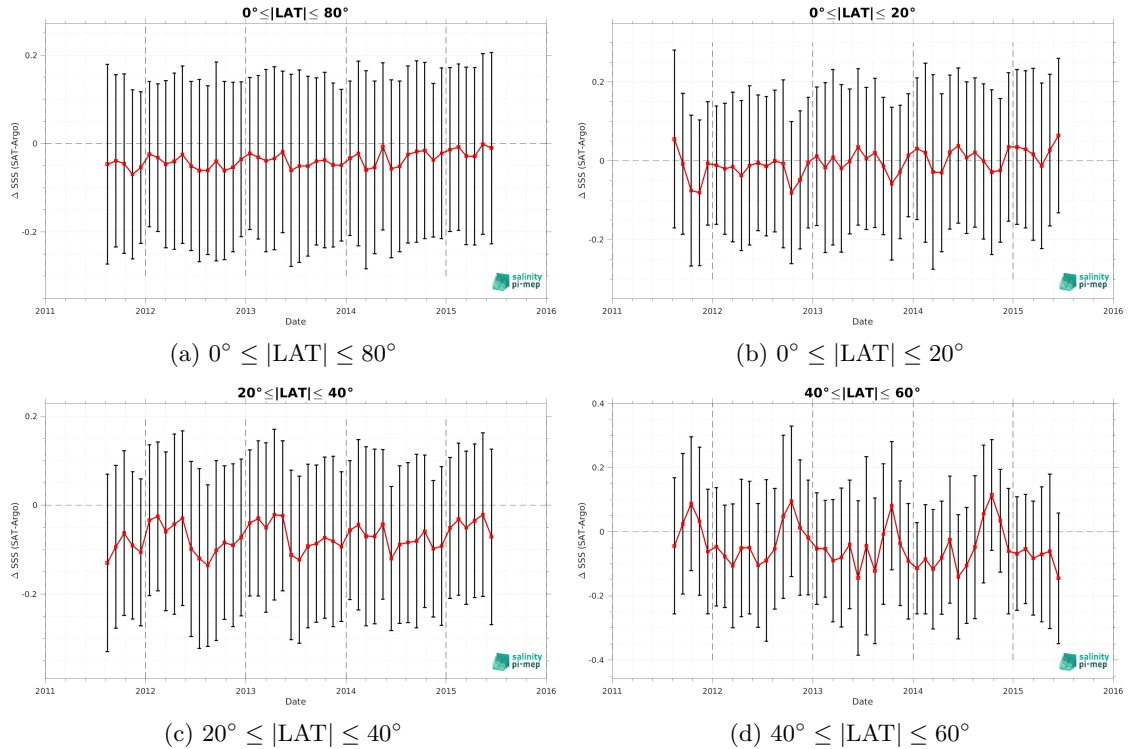 0°≤|LAT|≤ 80°
Δ SSS (SAT-Argo)
0.2
0
-0.2
2011 2012 2013 2014 2015 2016
Date
salinity
pi-mep
(a) 0° ≤ |LAT| ≤ 80°
0°≤|LAT|≤ 20°
Δ SSS (SAT-Argo)
0.2
0
-0.2
2011 2012 2013 2014 2015 2016
Date
salinity
pi-mep
(b) 0° ≤ |LAT| ≤ 20°
20°≤|LAT|≤ 40°
Δ SSS (SAT-Argo)
0.2
0
-0.2
2011 2012 2013 2014 2015 2016
Date
salinity
pi-mep
(c) 20° ≤ |LAT| ≤ 40°
40°≤|LAT|≤ 60°
Δ SSS (SAT-Argo)
0.4
0.2
0
-0.2
-0.4
2011 2012 2013 2014 2015 2016
Date
salinity
pi-mep
(d) 40° ≤ |LAT| ≤ 60°